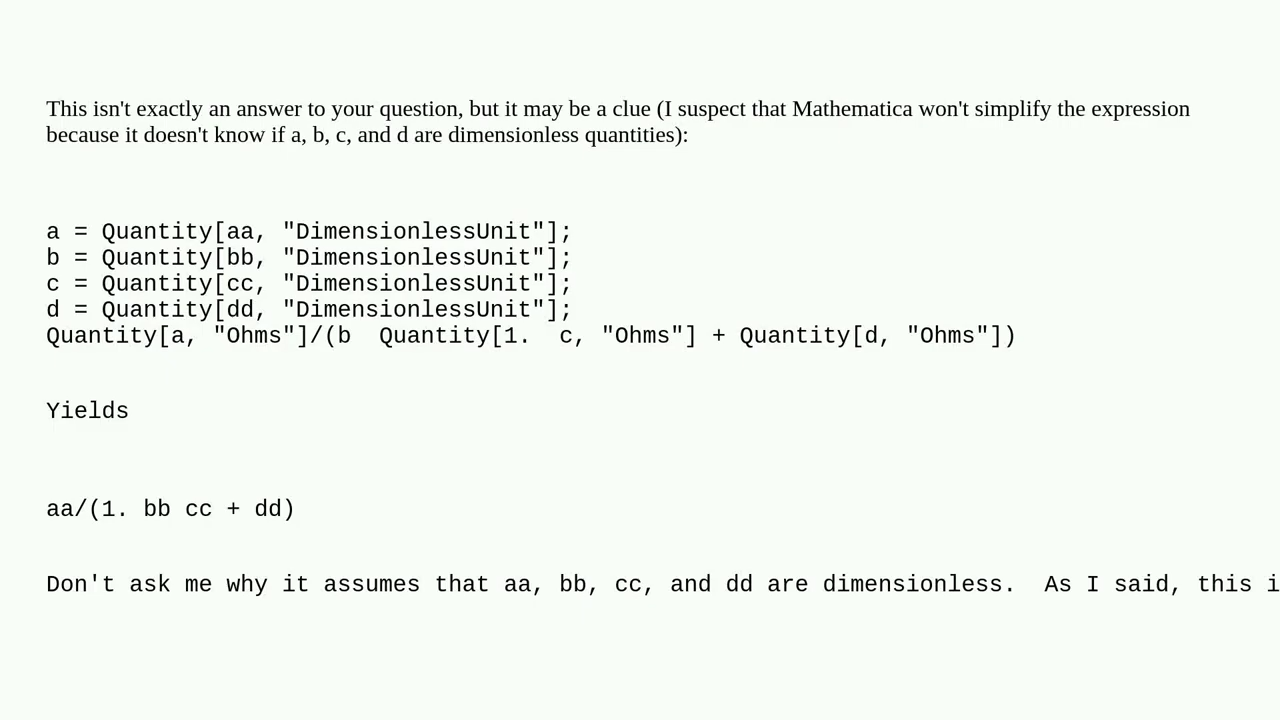 This isn't exactly an answer to your question, but it may be a clue (I suspect that Mathematica won't simplify the expression
because it doesn't know if a, b, c, and d are dimensionless quantities):
a = Quantity[aa, "DimensionlessUnit"];
b = Quantity[bb, "DimensionlessUnit"];
c = Quantity[cc, "DimensionlessUnit"];
d = Quantity[dd, "DimensionlessUnit"];
Quantity[a, "Ohms"]/(b  Quantity[1.  c, "Ohms"] + Quantity[d, "Ohms"])
Yields
aa/(1. bb cc + dd)
Don't ask me why it assumes that aa, bb, cc, and dd are dimensionless.  As I said, this